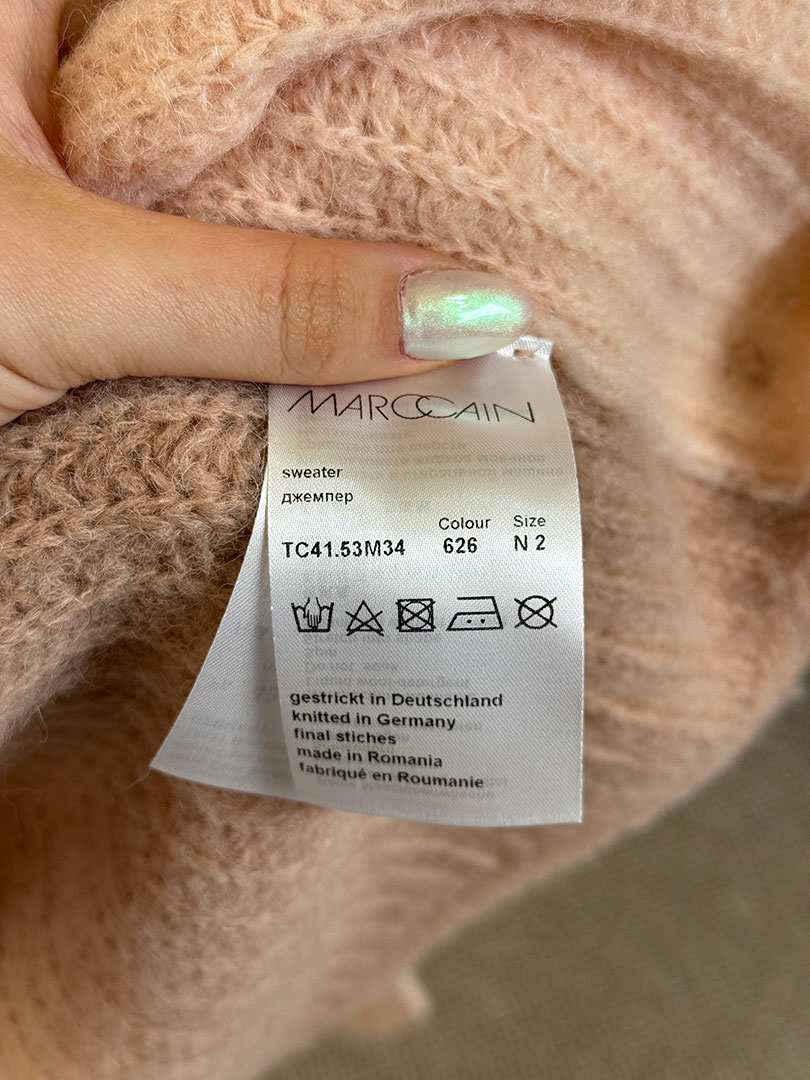 MARCCAIN
sweater
джемпер
Colour Size
TC41.53M34 626 N 2
gestrickt in Deutschland
knitted in Germany
final stiches
made in Romania
fabriqué en Roumanie